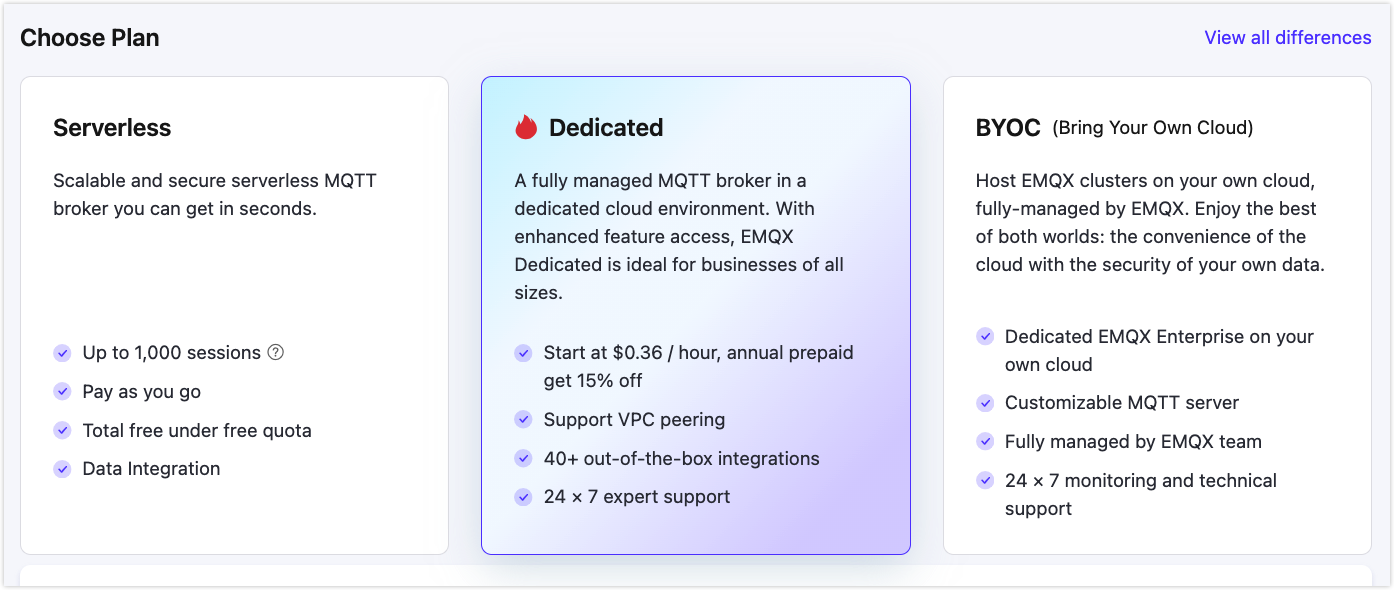 Choose Plan
View all differences
Serverless
Scalable and secure serverless MQTT
broker you can get in seconds.
Up to 1,000 sessions ?
Pay as you go
Total free under free quota
Data Integration
Dedicated
A fully managed MQTT broker in a
dedicated cloud environment. With
enhanced feature access, EMQX
Dedicated is ideal for businesses of all
sizes.
Start at $0.36 / hour, annual prepaid
get 15% off
Support VPC peering
40+ out-of-the-box integrations
24 × 7 expert support
BYOC (Bring Your Own Cloud)
Host EMQX clusters on your own cloud,
fully-managed by EMQX. Enjoy the best
of both worlds: the convenience of the
cloud with the security of your own data.
Dedicated EMQX Enterprise on your
own cloud
Customizable MQTT server
Fully managed by EMQX team
24 × 7 monitoring and technical
support